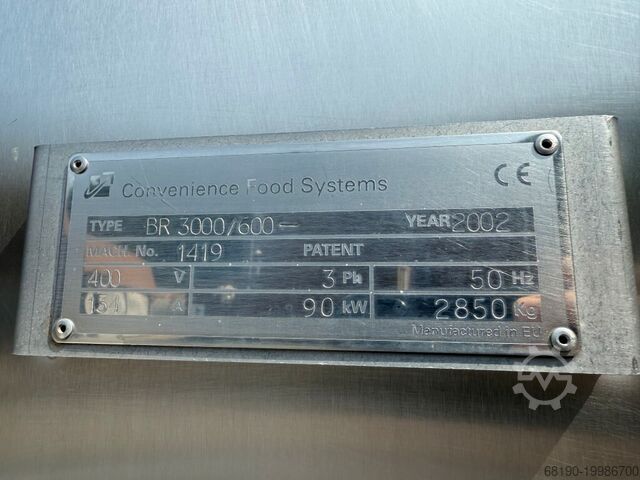 Convenience Food Systems CE
TYPE BR 3000/600- YEAR 2002
MACH. No. 1419 PATENT
400 V 3 Ph 50 Hz
154 A 90 kW 2850 Kg
Manufactured in EU
68190-19986700